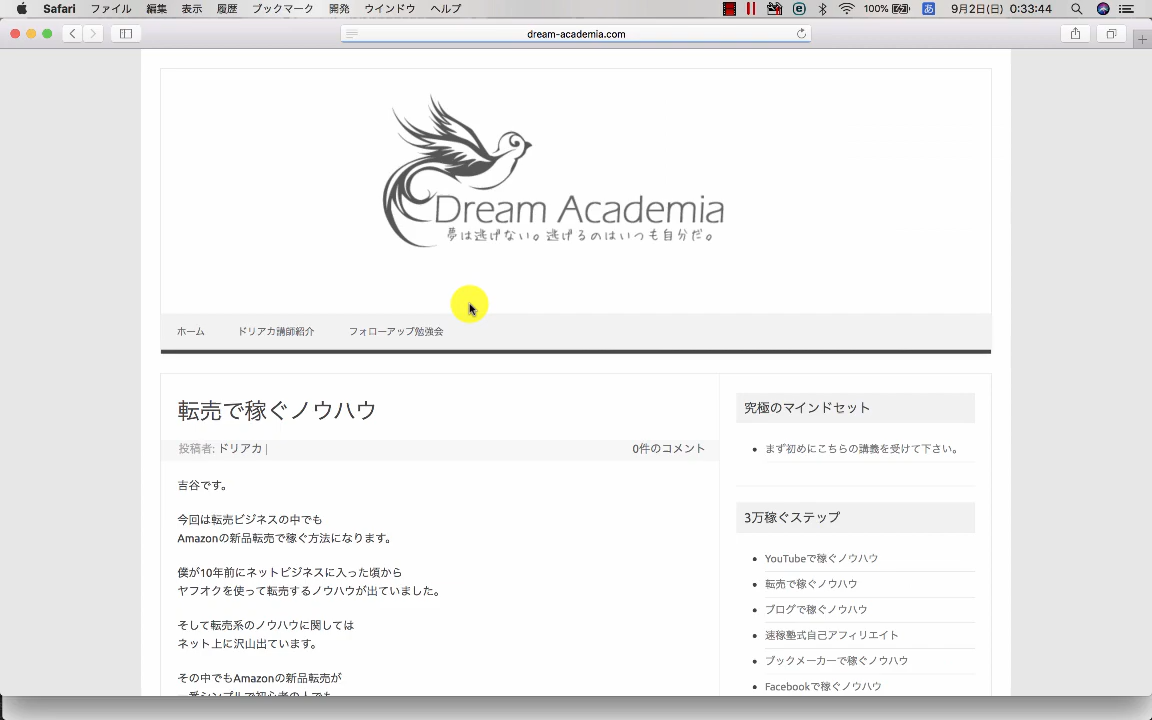 Safari ファイル 編集 表示 履歴 ブックマーク 開発 ウインドウ ヘルプ 100% あ 9月2日(日) 0:33:44
dream-academia.com
Dream Academia
夢は逃げない。逃げるのはいつも自分だ。
ホーム ドリアカ講師紹介 フォローアップ勉強会
転売で稼ぐノウハウ
投稿者: ドリアカ |
0件のコメント
吉谷です。
今回は転売ビジネスの中でも
Amazonの新品転売で稼ぐ方法になります。
僕が10年前にネットビジネスに入った頃から
ヤフオクを使って転売するノウハウが出ていました。
そして転売系のノウハウに関しては
ネット上に沢山出ています。
その中でもAmazonの新品転売が
一番シンプルで初心者の人でも
究極のマインドセット
まず初めにこちらの講義を受けて下さい。
3万稼ぐステップ
YouTubeで稼ぐノウハウ
転売で稼ぐノウハウ
ブログで稼ぐノウハウ
速稼塾式自己アフィリエイト
ブックメーカーで稼ぐノウハウ
Facebookで稼ぐノウハウ